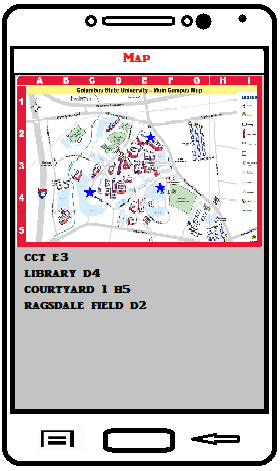 Map
A B C D E F G H I
Columbus State University - Main Campus Map
1
2
3
4
5
CCT E3
LIBRARY D4
COURTYARD 1 H5
RAGSDALE FIELD D2